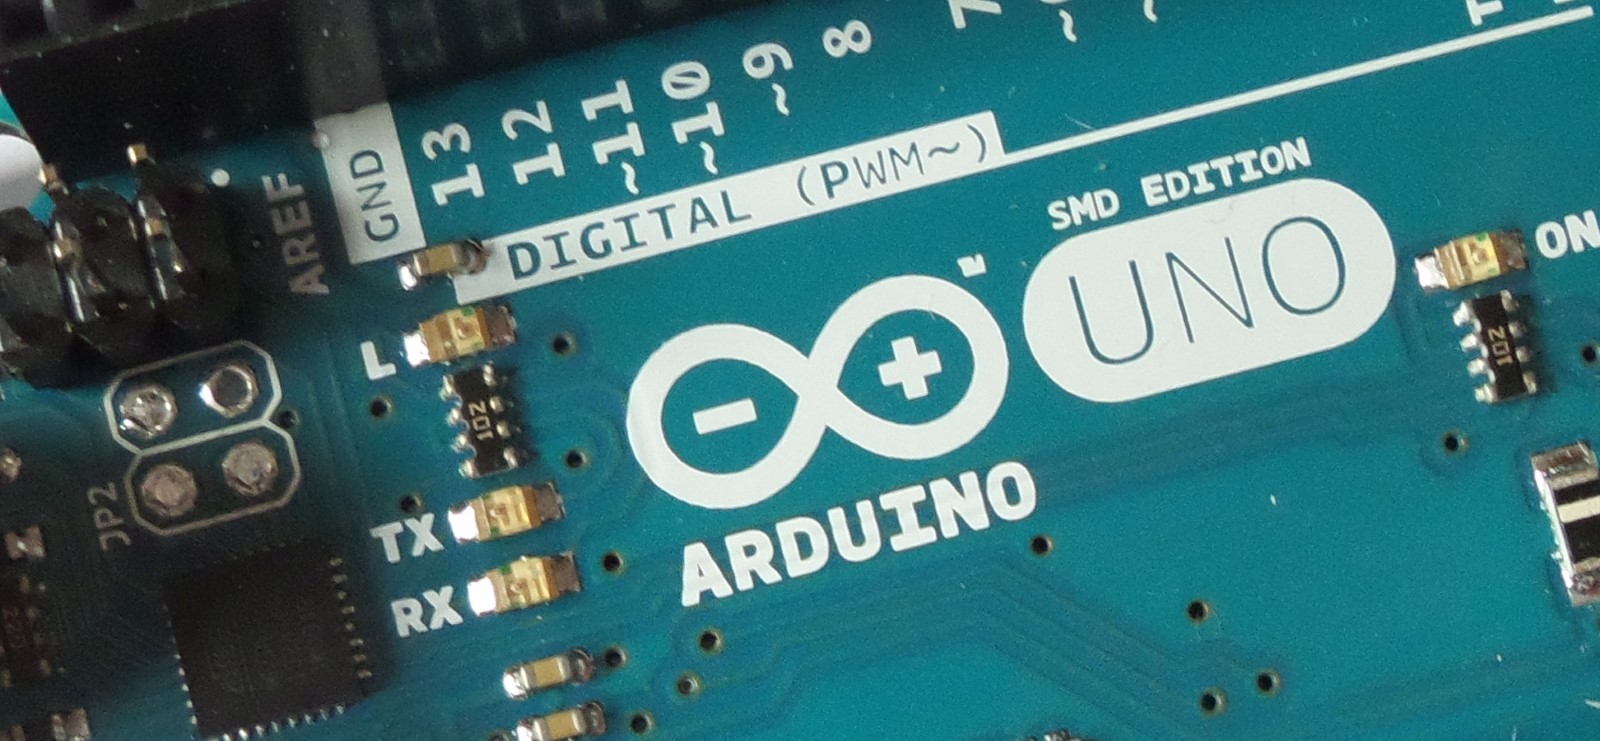 AREF
GND
13
12
~11
~10
~9
8
7
DIGITAL (PWM~)
SMD EDITION
UNO
ON
L
102
102
TX
RX
JP2
− +
ARDUINO